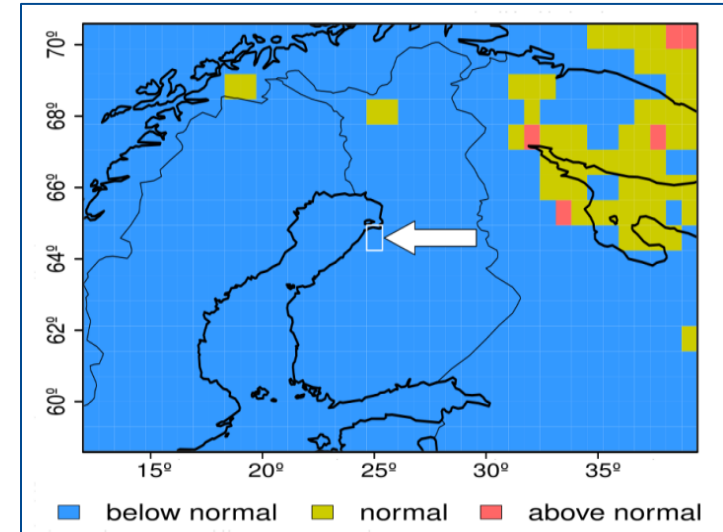 70º
68º
66º
64º
62º
60º
15º 20º 25º 30º 35º
below normal normal above normal